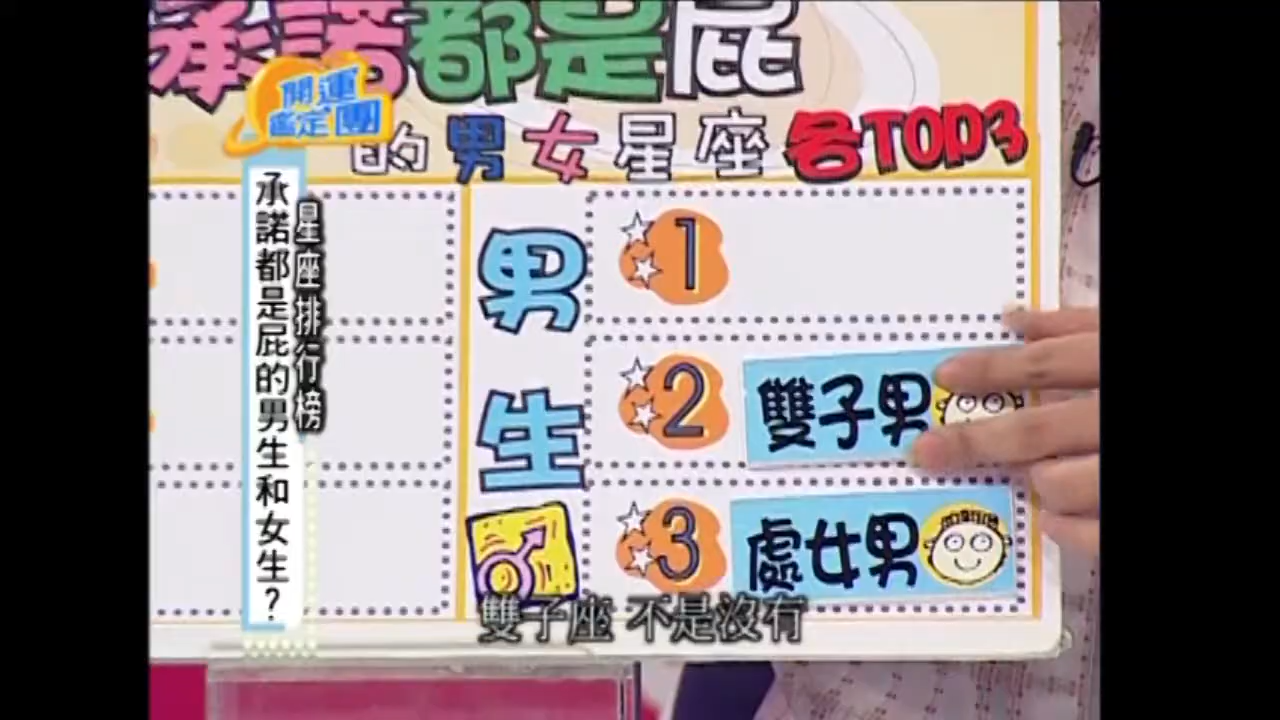 承諾都是屁
開運
鑑定團
的男女星座各TOP3
星座排行榜
承諾都是屁的男生和女生?
男生
1
2
雙子男
3
處女男
雙子座 不是沒有